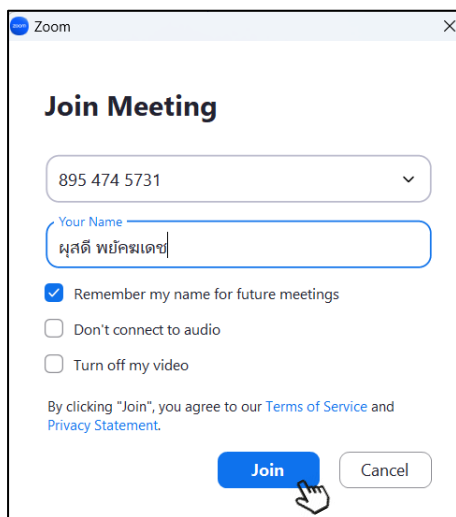 zoom
Zoom
Join Meeting
895 474 5731
Your Name
ผุสดี พยัคฆเดช
Remember my name for future meetings
Don't connect to audio
Turn off my video
By clicking "Join", you agree to our Terms of Service and
Privacy Statement.
Join
Cancel